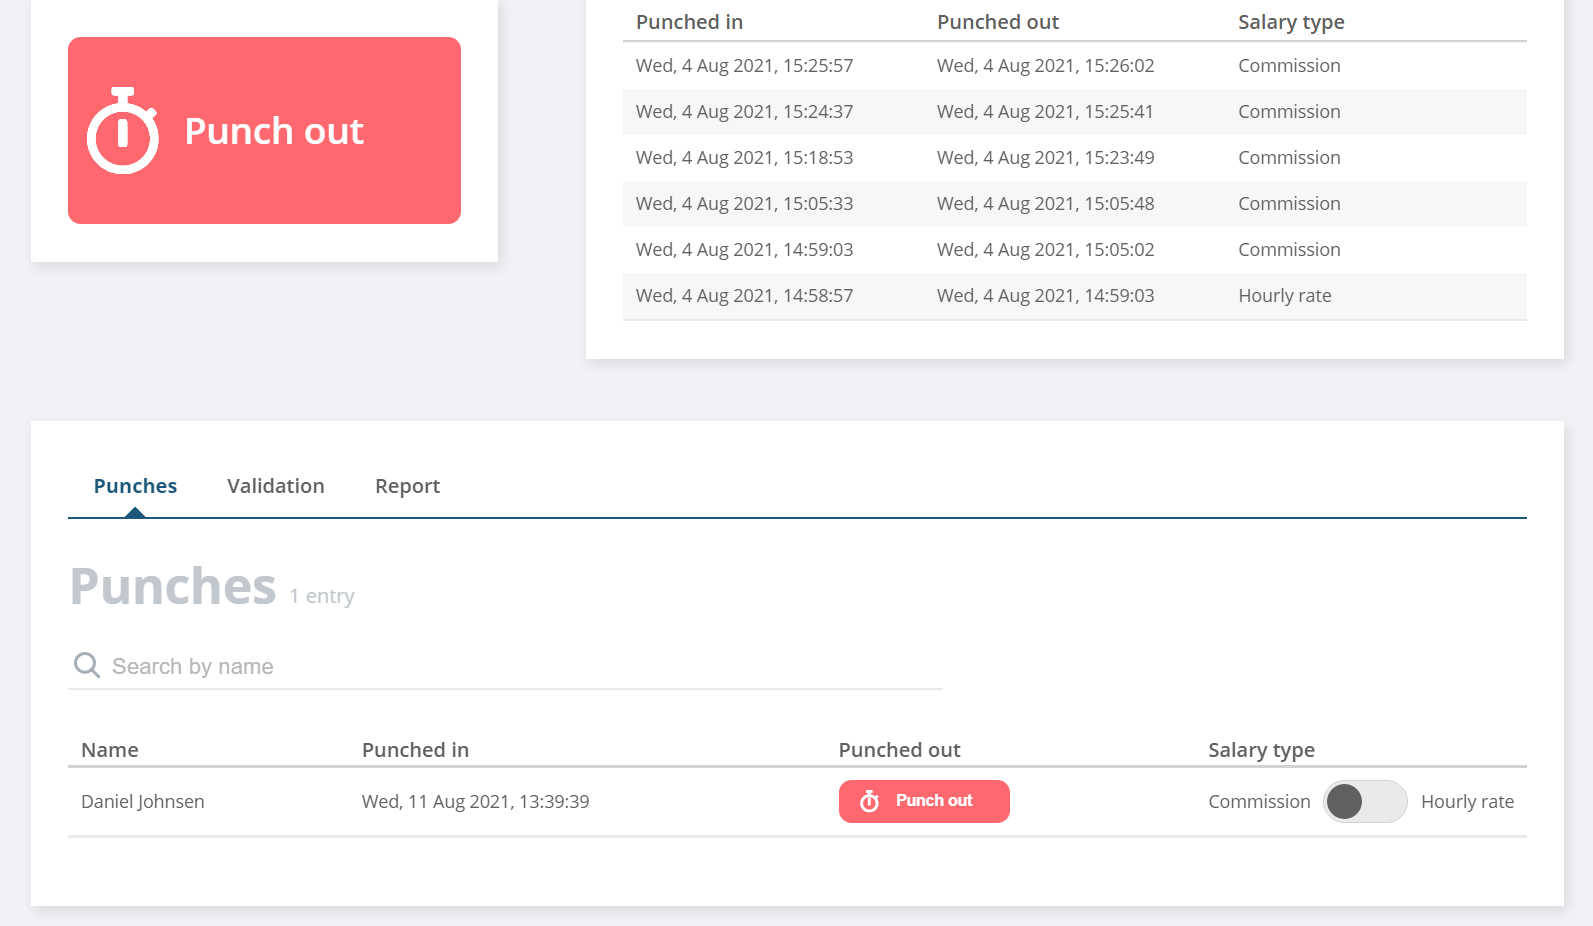 Punch out
Punched in Punched out Salary type
Wed, 4 Aug 2021, 15:25:57 Wed, 4 Aug 2021, 15:26:02 Commission
Wed, 4 Aug 2021, 15:24:37 Wed, 4 Aug 2021, 15:25:41 Commission
Wed, 4 Aug 2021, 15:18:53 Wed, 4 Aug 2021, 15:23:49 Commission
Wed, 4 Aug 2021, 15:05:33 Wed, 4 Aug 2021, 15:05:48 Commission
Wed, 4 Aug 2021, 14:59:03 Wed, 4 Aug 2021, 15:05:02 Commission
Wed, 4 Aug 2021, 14:58:57 Wed, 4 Aug 2021, 14:59:03 Hourly rate
Punches Validation Report
Punches 1 entry
Search by name
Name Punched in Punched out Salary type
Daniel Johnsen Wed, 11 Aug 2021, 13:39:39 Punch out Commission Hourly rate